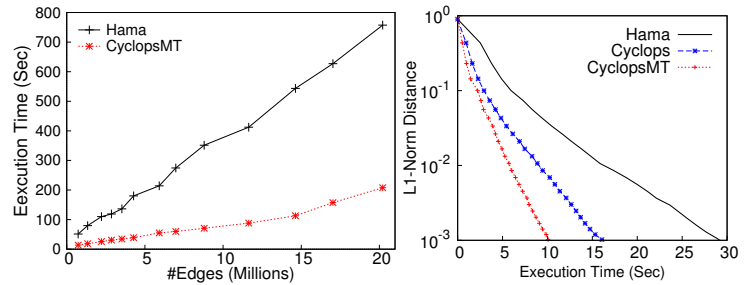 Eexcution Time (Sec)
800
700
600
500
400
300
200
100
0
0
5
10
15
20
#Edges (Millions)
Hama
CyclopsMT
L1-Norm Distance
10^0
10^-1
10^-2
10^-3
0
5
10
15
20
25
30
Execution Time (Sec)
Hama
Cyclops
CyclopsMT